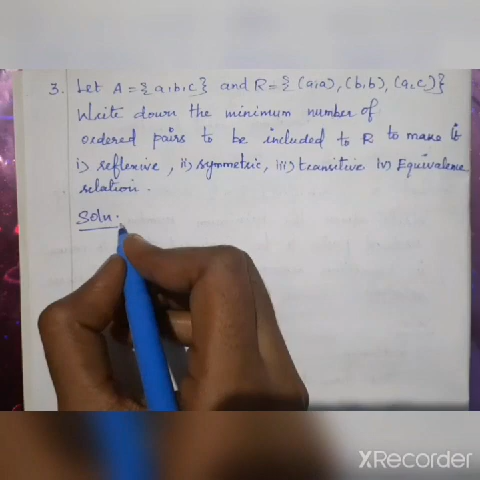 3. Let A = {a,b,c} and R = { (a,a), (b,b), (a,c)}
Write down the minimum number of
ordered pairs to be included to R to make it
i) reflexive, ii) symmetric, iii) transitive iv) Equivalence
relation.
Soln.
XRecorder